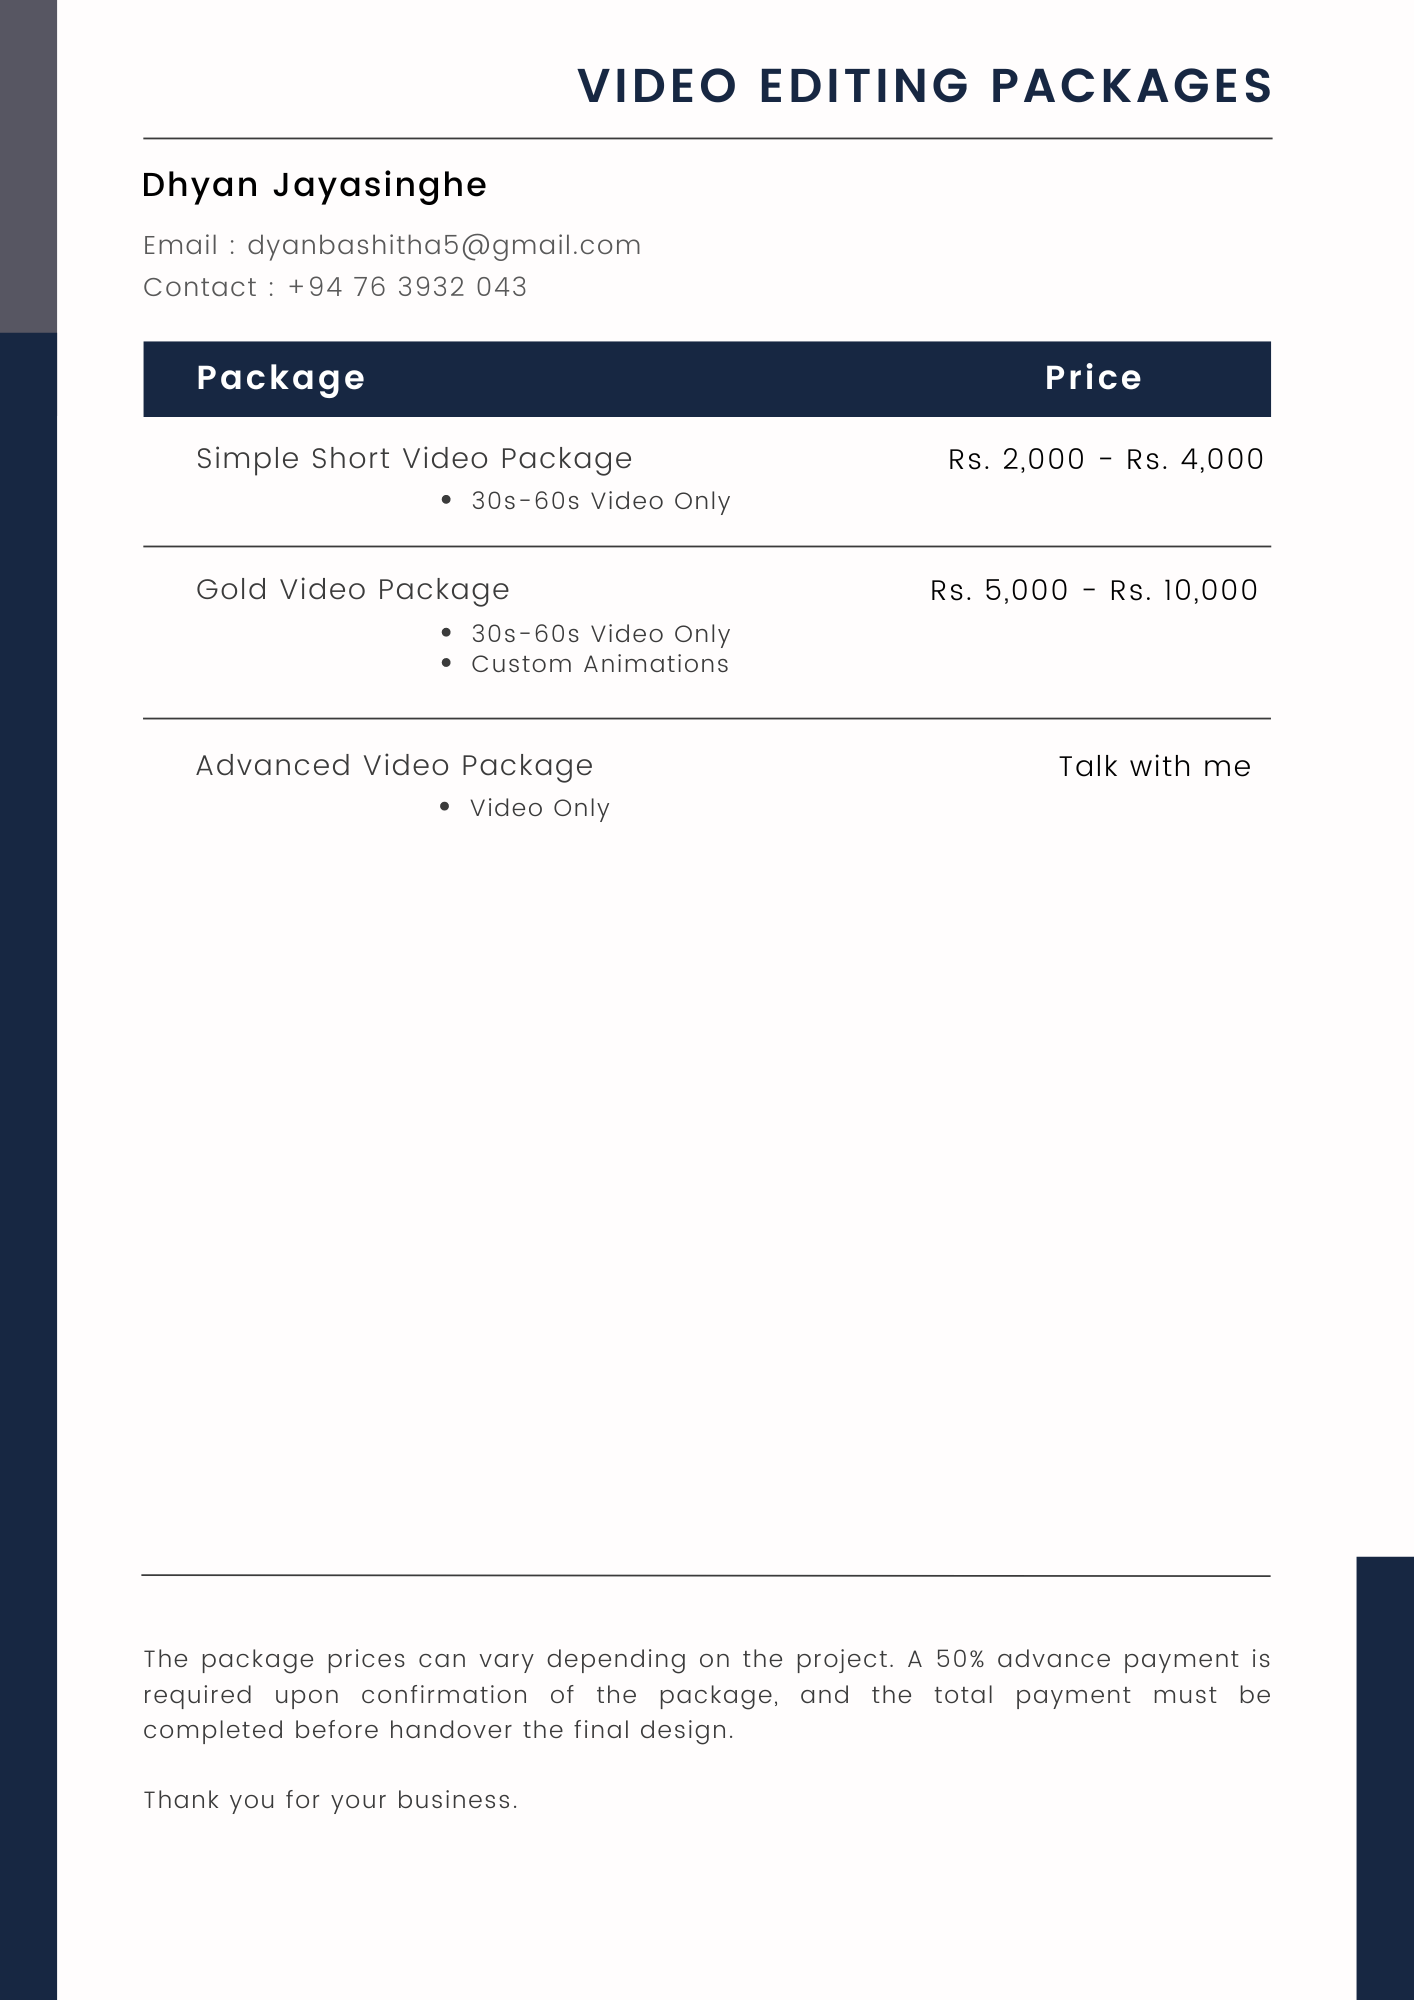 VIDEO EDITING PACKAGES
Dhyan Jayasinghe
Email : dyanbashitha5@gmail.com
Contact : +94 76 3932 043
Package Price
Simple Short Video Package Rs. 2,000 - Rs. 4,000
• 30s-60s Video Only
Gold Video Package Rs. 5,000 - Rs. 10,000
• 30s-60s Video Only
• Custom Animations
Advanced Video Package Talk with me
• Video Only
The package prices can vary depending on the project. A 50% advance payment is
required upon confirmation of the package, and the total payment must be
completed before handover the final design.
Thank you for your business.